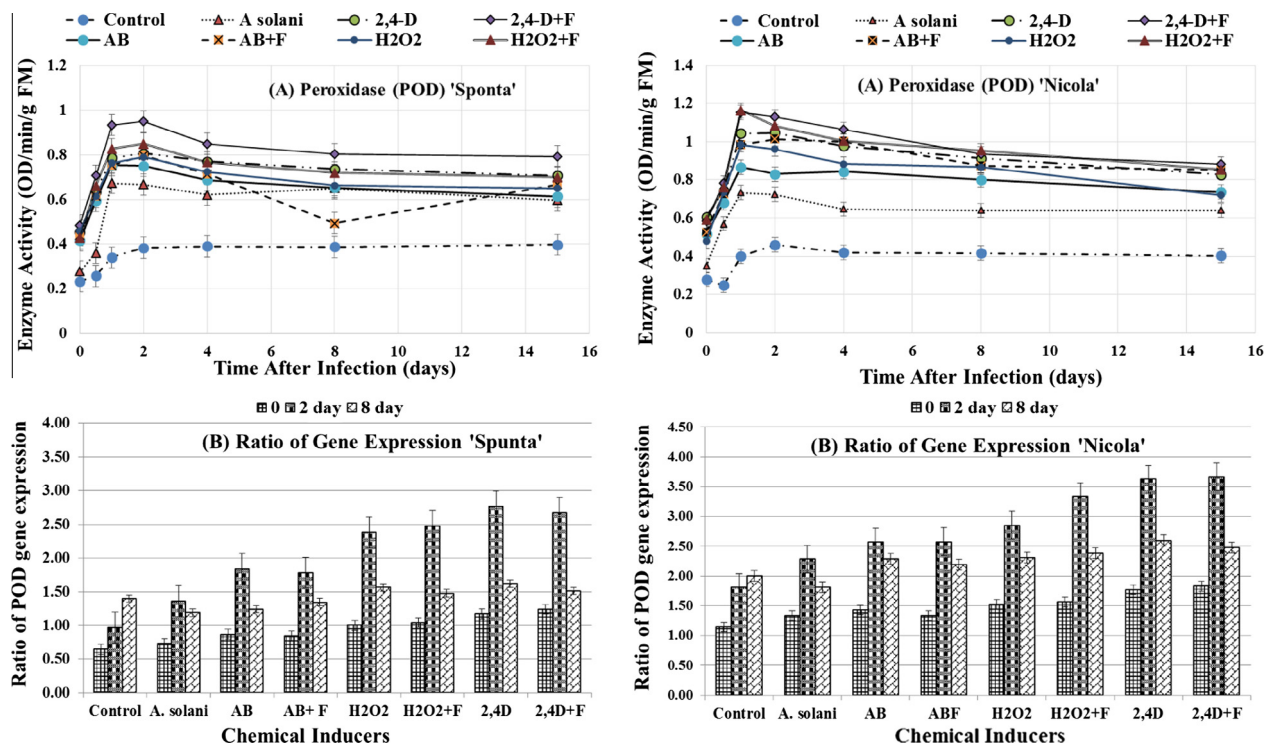 Control A solani 2,4-D 2,4-D+F
AB AB+F H2O2 H2O2+F
(A) Peroxidase (POD) 'Sponta'
Enzyme Activity (OD/min/g FM)
1.2
1
0.8
0.6
0.4
0.2
0
0 2 4 6 8 10 12 14 16
Time After Infection (days)
Control A solani 2,4-D 2,4-D+F
AB AB+F H2O2 H2O2+F
(A) Peroxidase (POD) 'Nicola'
Enzyme Activity (OD/min/g FM)
1.4
1.2
1
0.8
0.6
0.4
0.2
0
0 2 4 6 8 10 12 14 16
Time After Infection (days)
0 2 day 8 day
(B) Ratio of Gene Expression 'Spunta'
Ratio of POD gene expression
4.00
3.50
3.00
2.50
2.00
1.50
1.00
0.50
0.00
Control A. solani AB AB+ F H2O2 H2O2+F 2,4D 2,4D+F
Chemical Inducers
0 2 day 8 day
(B) Ratio of Gene Expression 'Nicola'
Ratio of POD gene expression
4.50
4.00
3.50
3.00
2.50
2.00
1.50
1.00
0.50
0.00
Control A. solani AB ABF H2O2 H2O2+F 2,4D 2,4D+F
Chemical Inducers